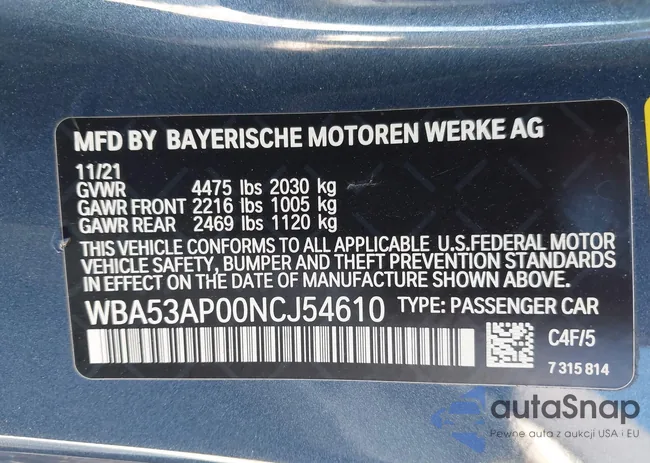 MFD BY BAYERISCHE MOTOREN WERKE AG
11/21
GVWR 4475 lbs 2030 kg
GAWR FRONT 2216 lbs 1005 kg
GAWR REAR 2469 lbs 1120 kg
THIS VEHICLE CONFORMS TO ALL APPLICABLE U.S.FEDERAL MOTOR
VEHICLE SAFETY, BUMPER, AND THEFT PREVENTION STANDARDS
IN EFFECT ON THE DATE OF MANUFACTURE SHOWN ABOVE.
WBA53AP00NCJ54610 TYPE: PASSENGER CAR
C4F/5
7 315 814
autaSnap
Pewne auta z aukcji USA i EU